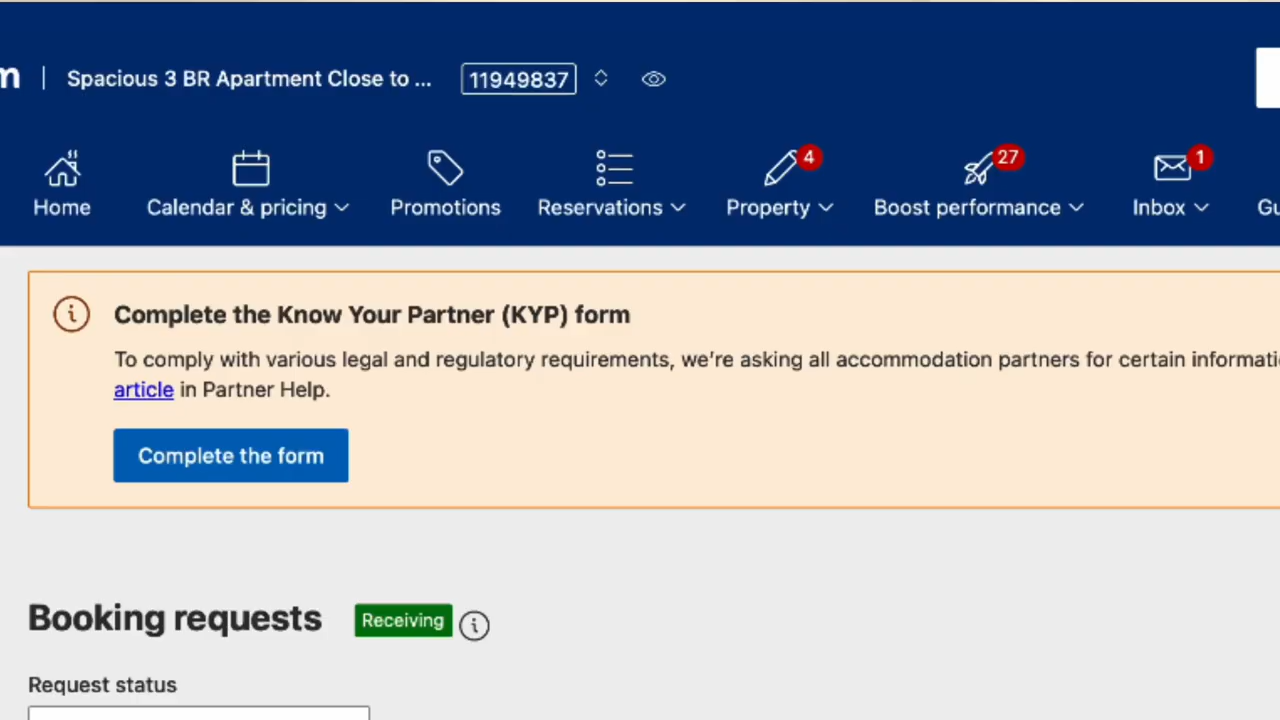 m | Spacious 3 BR Apartment Close to ... 11949837
4 27 1
Home Calendar & pricing Promotions Reservations Property Boost performance Inbox Gu
Complete the Know Your Partner (KYP) form
To comply with various legal and regulatory requirements, we're asking all accommodation partners for certain informati
article in Partner Help.
Complete the form
Booking requests Receiving
Request status